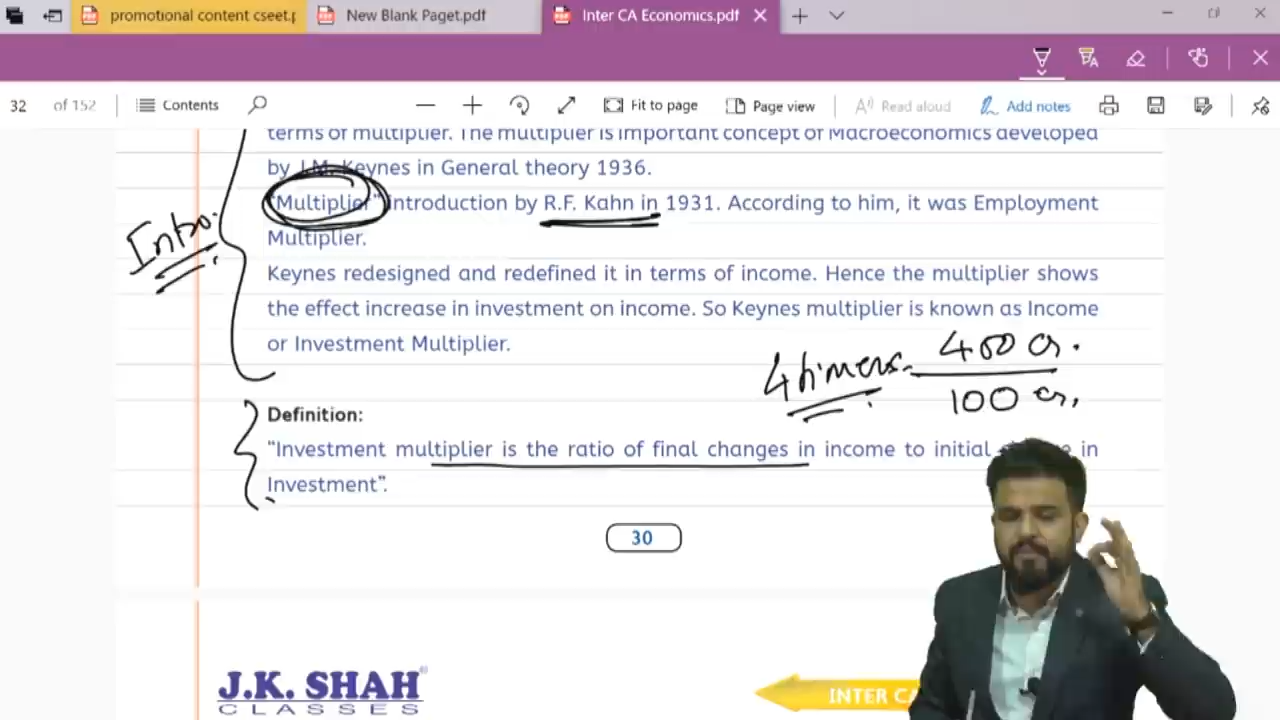 promotional content cseet.p
New Blank Paget.pdf
Inter CA Economics.pdf
32 of 152
Contents
Fit to page
Page view
Read aloud
Add notes
terms of multiplier. The multiplier is important concept of Macroeconomics developed
by J.M. Keynes in General theory 1936.
"Multiplier" introduction by R.F. Kahn in 1931. According to him, it was Employment
Multiplier.
Intro.
Keynes redesigned and redefined it in terms of income. Hence the multiplier shows
the effect increase in investment on income. So Keynes multiplier is known as Income
or Investment Multiplier.
4 times. 400 Cr.
100 Cr.
Definition:
"Investment multiplier is the ratio of final changes in income to initial in
Investment".
30
J.K. SHAH®
CLASSES
INTER CA